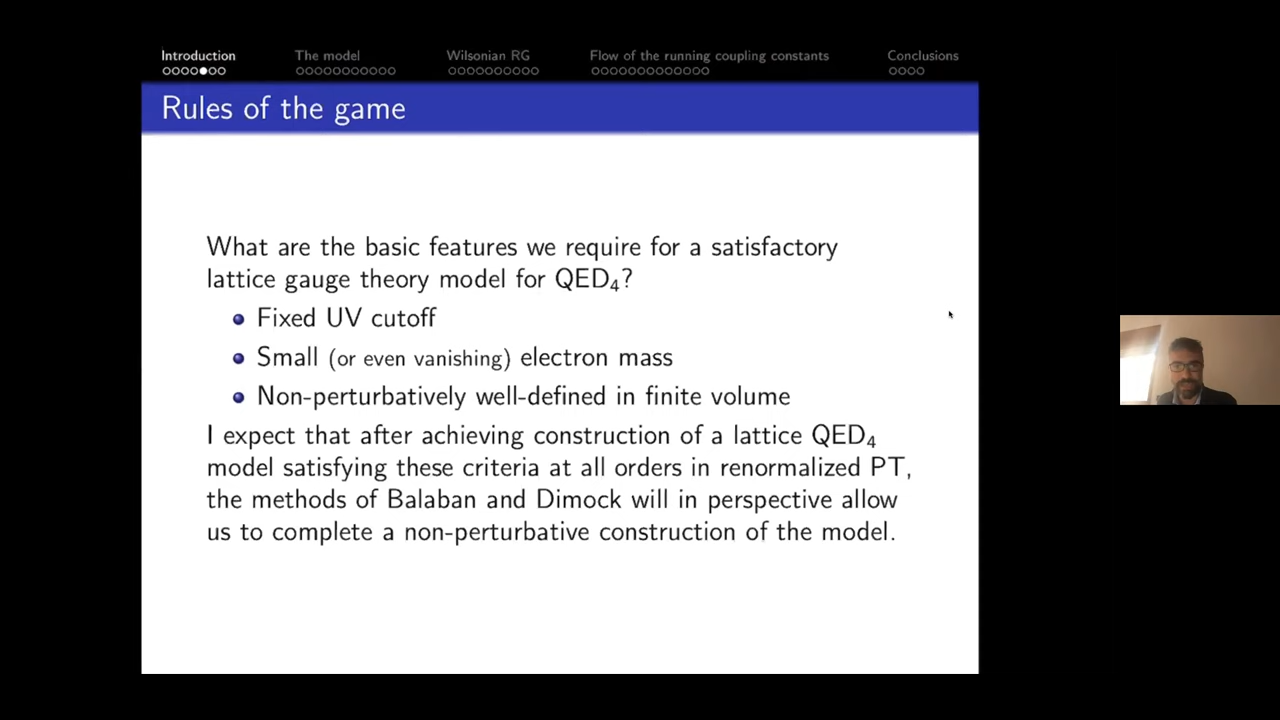 Introduction The model Wilsonian RG Flow of the running coupling constants Conclusions
Rules of the game
What are the basic features we require for a satisfactory
lattice gauge theory model for QED₄?
Fixed UV cutoff
Small (or even vanishing) electron mass
Non-perturbatively well-defined in finite volume
I expect that after achieving construction of a lattice QED₄
model satisfying these criteria at all orders in renormalized PT,
the methods of Balaban and Dimock will in perspective allow
us to complete a non-perturbative construction of the model.